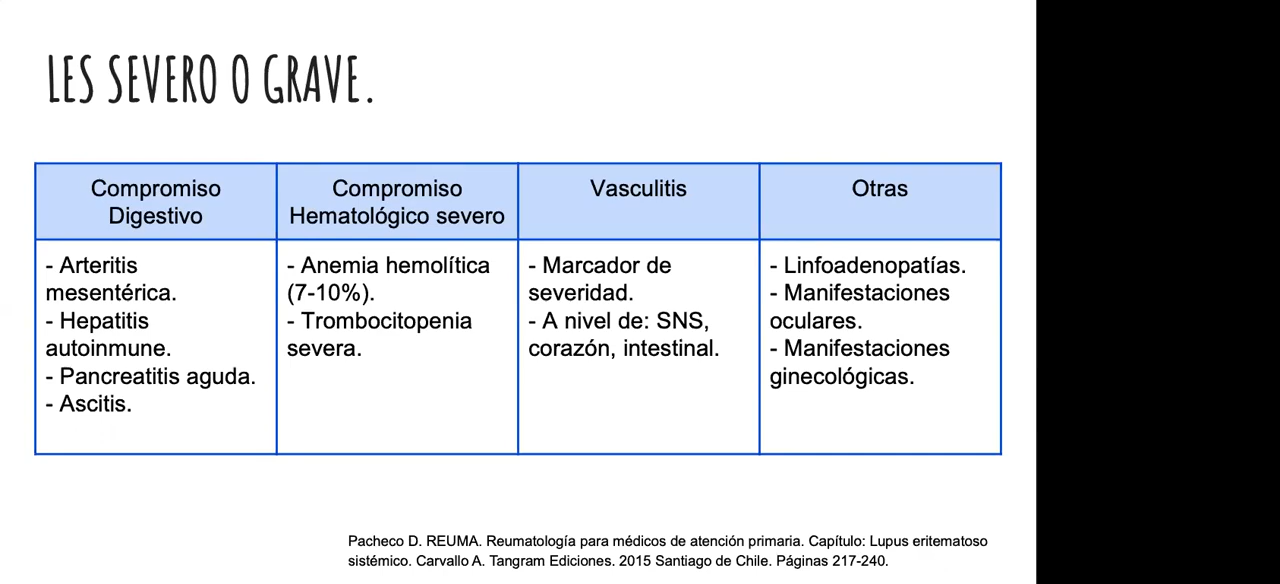 LES SEVERO O GRAVE.
Compromiso
Digestivo
Compromiso
Hematológico severo
Vasculitis
Otras
- Arteritis
mesentérica.
- Hepatitis
autoinmune.
- Pancreatitis aguda.
- Ascitis.
- Anemia hemolítica
(7-10%).
- Trombocitopenia
severa.
- Marcador de
severidad.
- A nivel de: SNS,
corazón, intestinal.
- Linfoadenopatías.
- Manifestaciones
oculares.
- Manifestaciones
ginecológicas.
Pacheco D. REUMA. Reumatología para médicos de atención primaria. Capítulo: Lupus eritematoso
sistémico. Carvallo A. Tangram Ediciones. 2015 Santiago de Chile. Páginas 217-240.